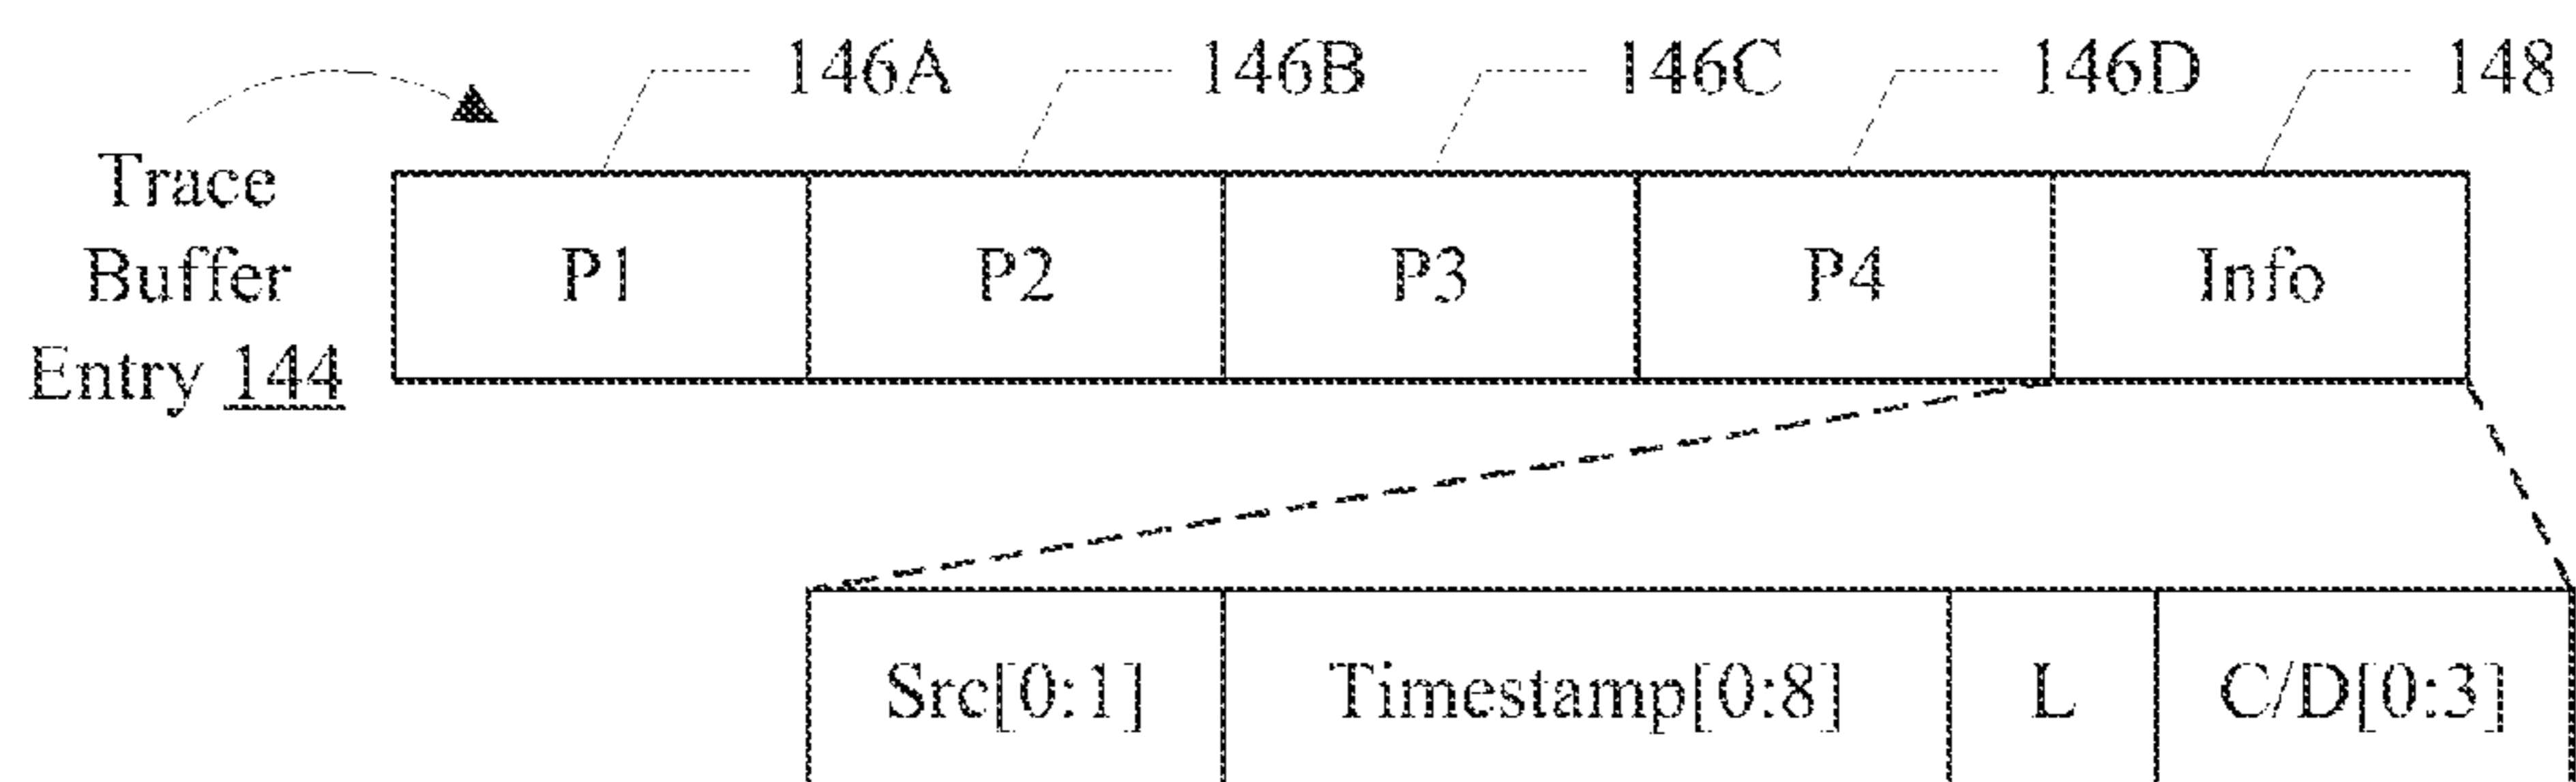 146A 146B 146C 146D 148
Trace
Buffer
Entry 144
P1 P2 P3 P4 Info
Src[0:1] Timestamp[0:8] L C/D[0:3]